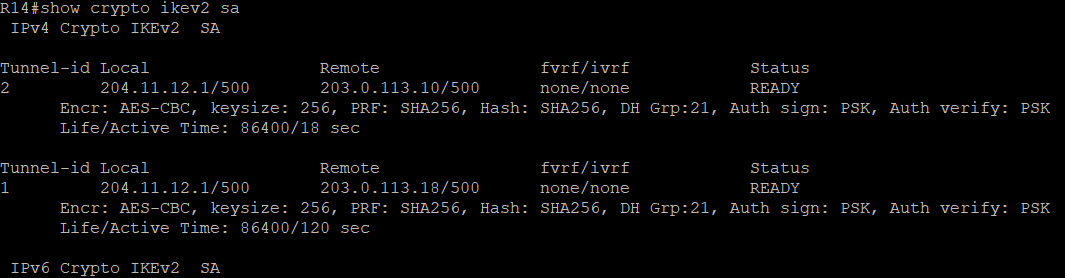 R14#show crypto ikev2 sa
IPv4 Crypto IKEv2  SA
Tunnel-id Local                 Remote                fvrf/ivrf            Status
2         204.11.12.1/500       203.0.113.10/500      none/none            READY
Encr: AES-CBC, keysize: 256, PRF: SHA256, Hash: SHA256, DH Grp:21, Auth sign: PSK, Auth verify: PSK
Life/Active Time: 86400/18 sec
Tunnel-id Local                 Remote                fvrf/ivrf            Status
1         204.11.12.1/500       203.0.113.18/500      none/none            READY
Encr: AES-CBC, keysize: 256, PRF: SHA256, Hash: SHA256, DH Grp:21, Auth sign: PSK, Auth verify: PSK
Life/Active Time: 86400/120 sec
IPv6 Crypto IKEv2  SA